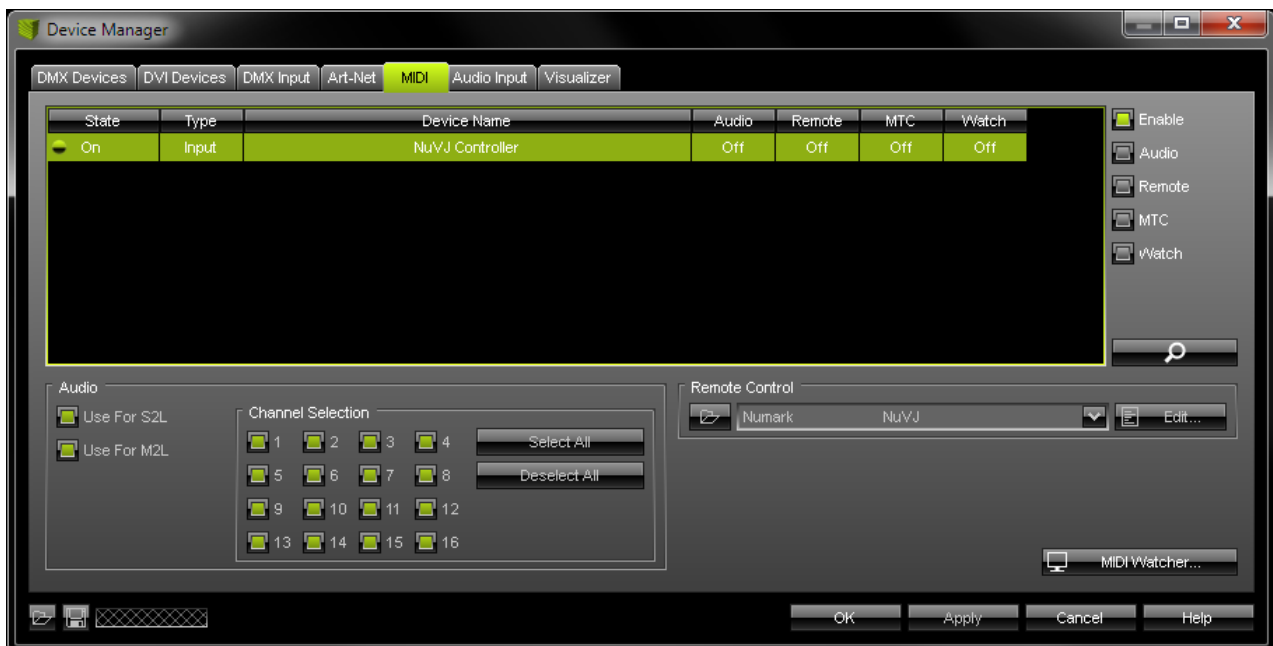 Device Manager
DMX Devices DVI Devices DMX Input Art-Net MIDI Audio Input Visualizer
State Type Device Name Audio Remote MTC Watch
On Input NuVJ Controller Off Off Off Off
Enable
Audio
Remote
MTC
Watch
Audio
Use For S2L
Use For M2L
Channel Selection
1 2 3 4 Select All
5 6 7 8 Deselect All
9 10 11 12
13 14 15 16
Remote Control
Numark NuVJ Edit...
MIDI Watcher...
OK Apply Cancel Help